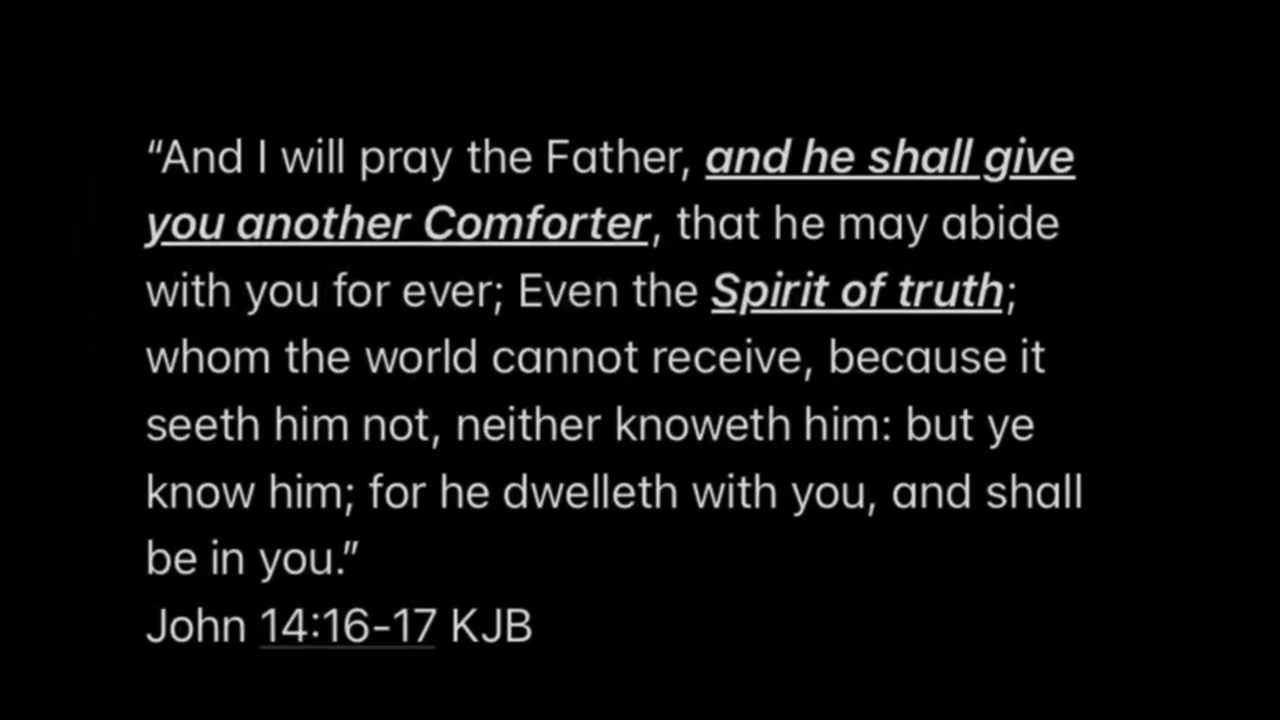 “And I will pray the Father, and he shall give
you another Comforter, that he may abide
with you for ever; Even the Spirit of truth;
whom the world cannot receive, because it
seeth him not, neither knoweth him: but ye
know him; for he dwelleth with you, and shall
be in you.”
John 14:16-17 KJB